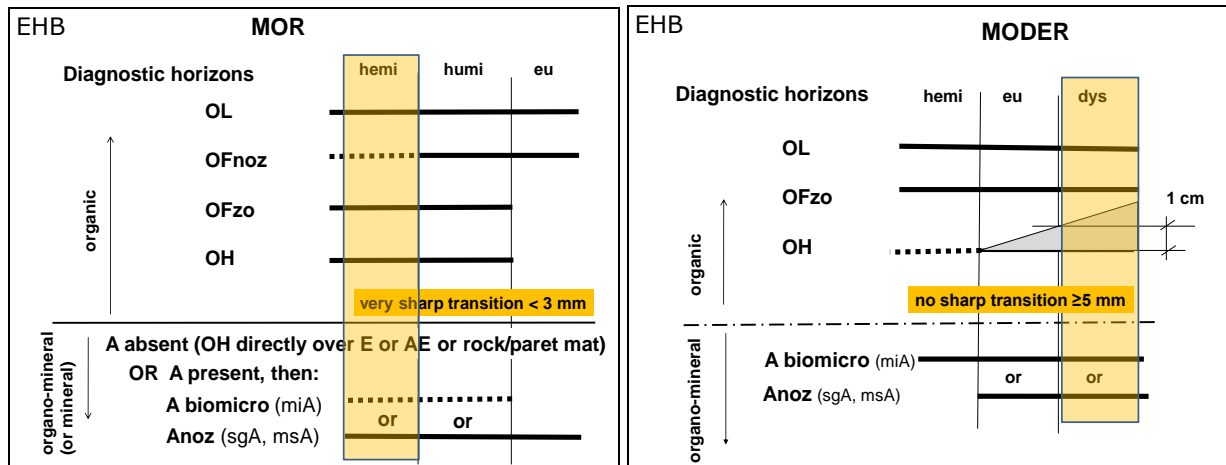 EHB
MOR
Diagnostic horizons
hemi humi eu
OL
OFnoz
OFzo
OH
organic
very sharp transition < 3 mm
organo-mineral
(or mineral)
A absent (OH directly over E or AE or rock/paret mat)
OR A present, then:
A biomicro (miA)
or or
Anoz (sgA, msA)
EHB
MODER
Diagnostic horizons
hemi eu dys
OL
OFzo
1 cm
OH
organic
no sharp transition ≥5 mm
organo-mineral
A biomicro (miA)
or or
Anoz (sgA, msA)